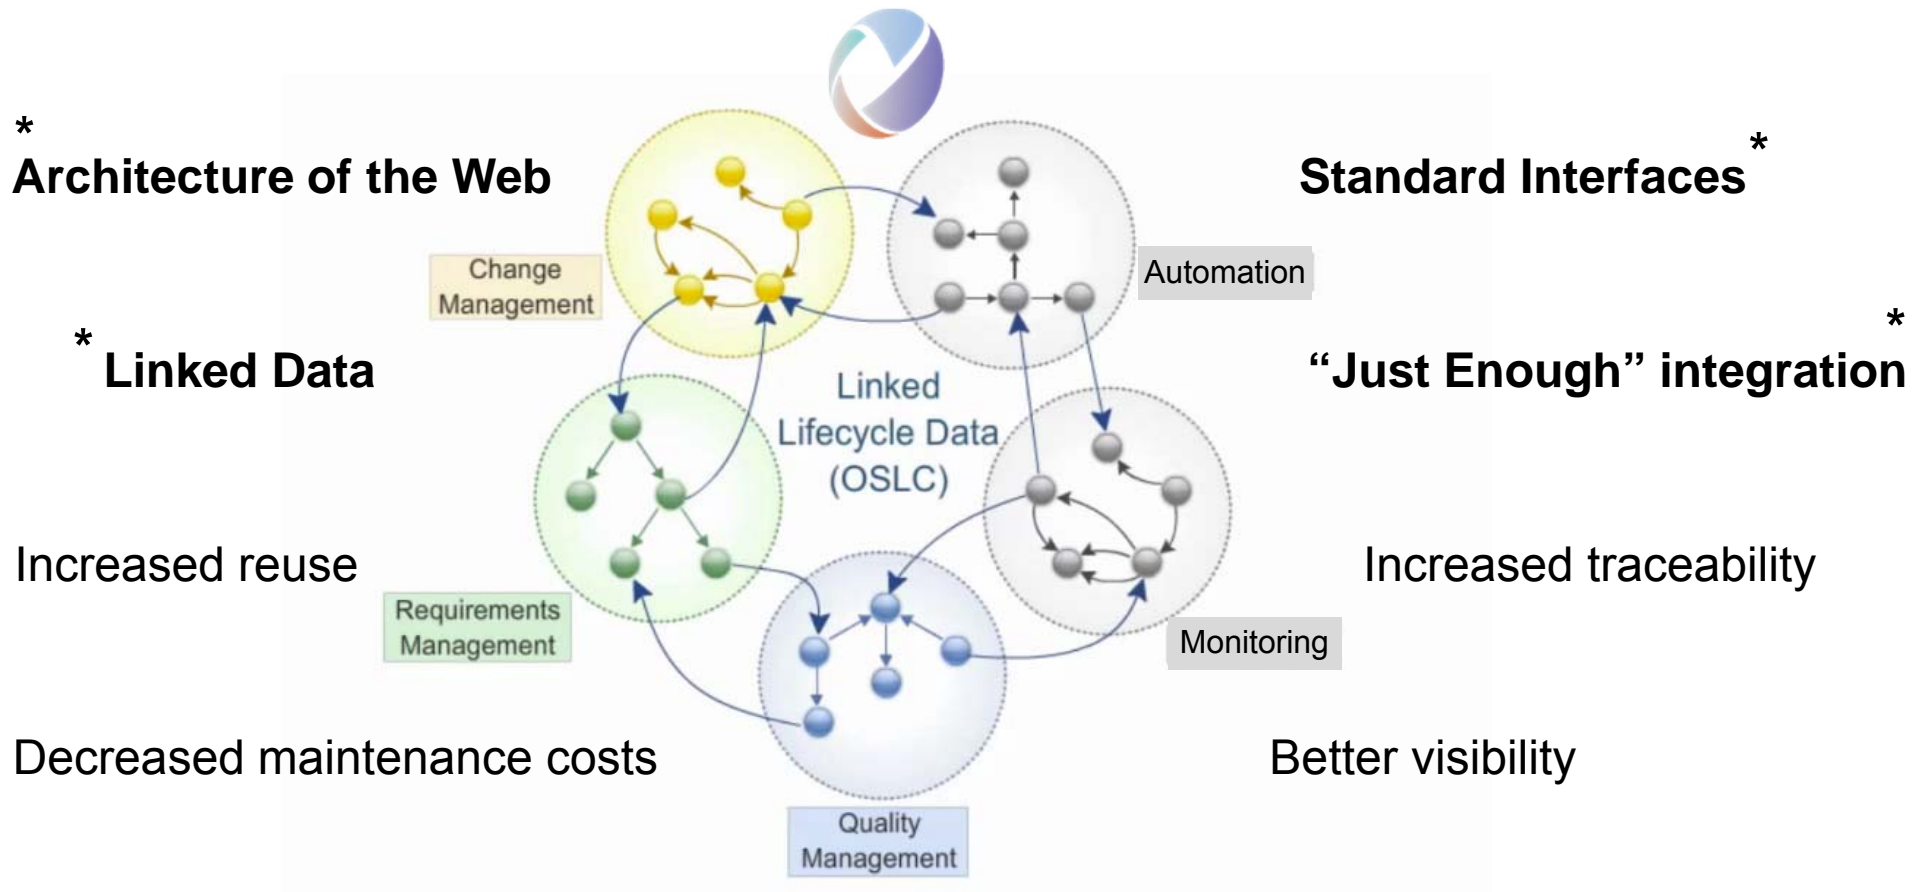 *
Architecture of the Web
Standard Interfaces*
Change
Management
Automation
* Linked Data
*
“Just Enough” integration
Linked
Lifecycle Data
(OSLC)
Increased reuse
Increased traceability
Requirements
Management
Monitoring
Decreased maintenance costs
Better visibility
Quality
Management